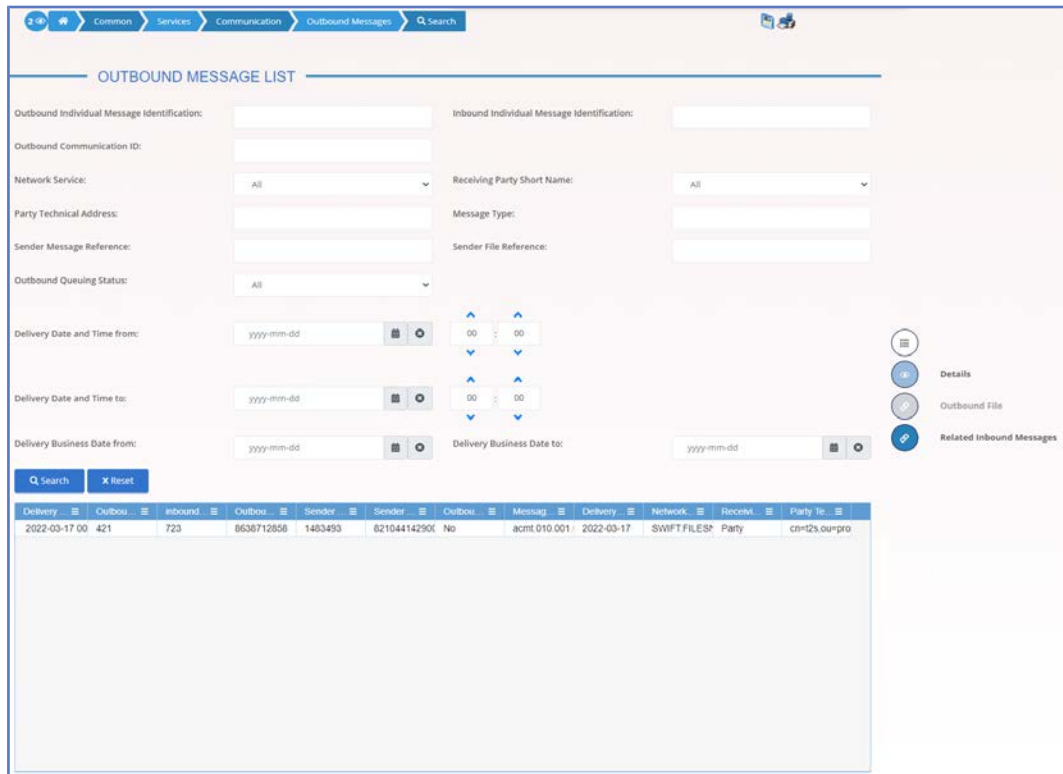 2 Common Services Communication Outbound Messages Search
OUTBOUND MESSAGE LIST
Outbound Individual Message Identification: Inbound Individual Message Identification:
Outbound Communication ID:
Network Service: All Receiving Party Short Name: All
Party Technical Address: Message Type:
Sender Message Reference: Sender File Reference:
Outbound Queuing Status: All
Delivery Date and Time from: yyyy-mm-dd 00 : 00
Details
Delivery Date and Time to: yyyy-mm-dd 00 : 00
Outbound File
Delivery Business Date from: yyyy-mm-dd Delivery Business Date to: yyyy-mm-dd
Related Inbound Messages
Search X Reset
Delivery ... Outbou... Inbound... Outbou... Sender ... Sender ... Outbou... Messag... Delivery ... Network... Receivi... Party Te...
2022-03-17 00 421 723 8638712858 1483493 82104414290 No acmt.010.001. 2022-03-17 SWIFT.FILES Party cn=t2s,ou=pro